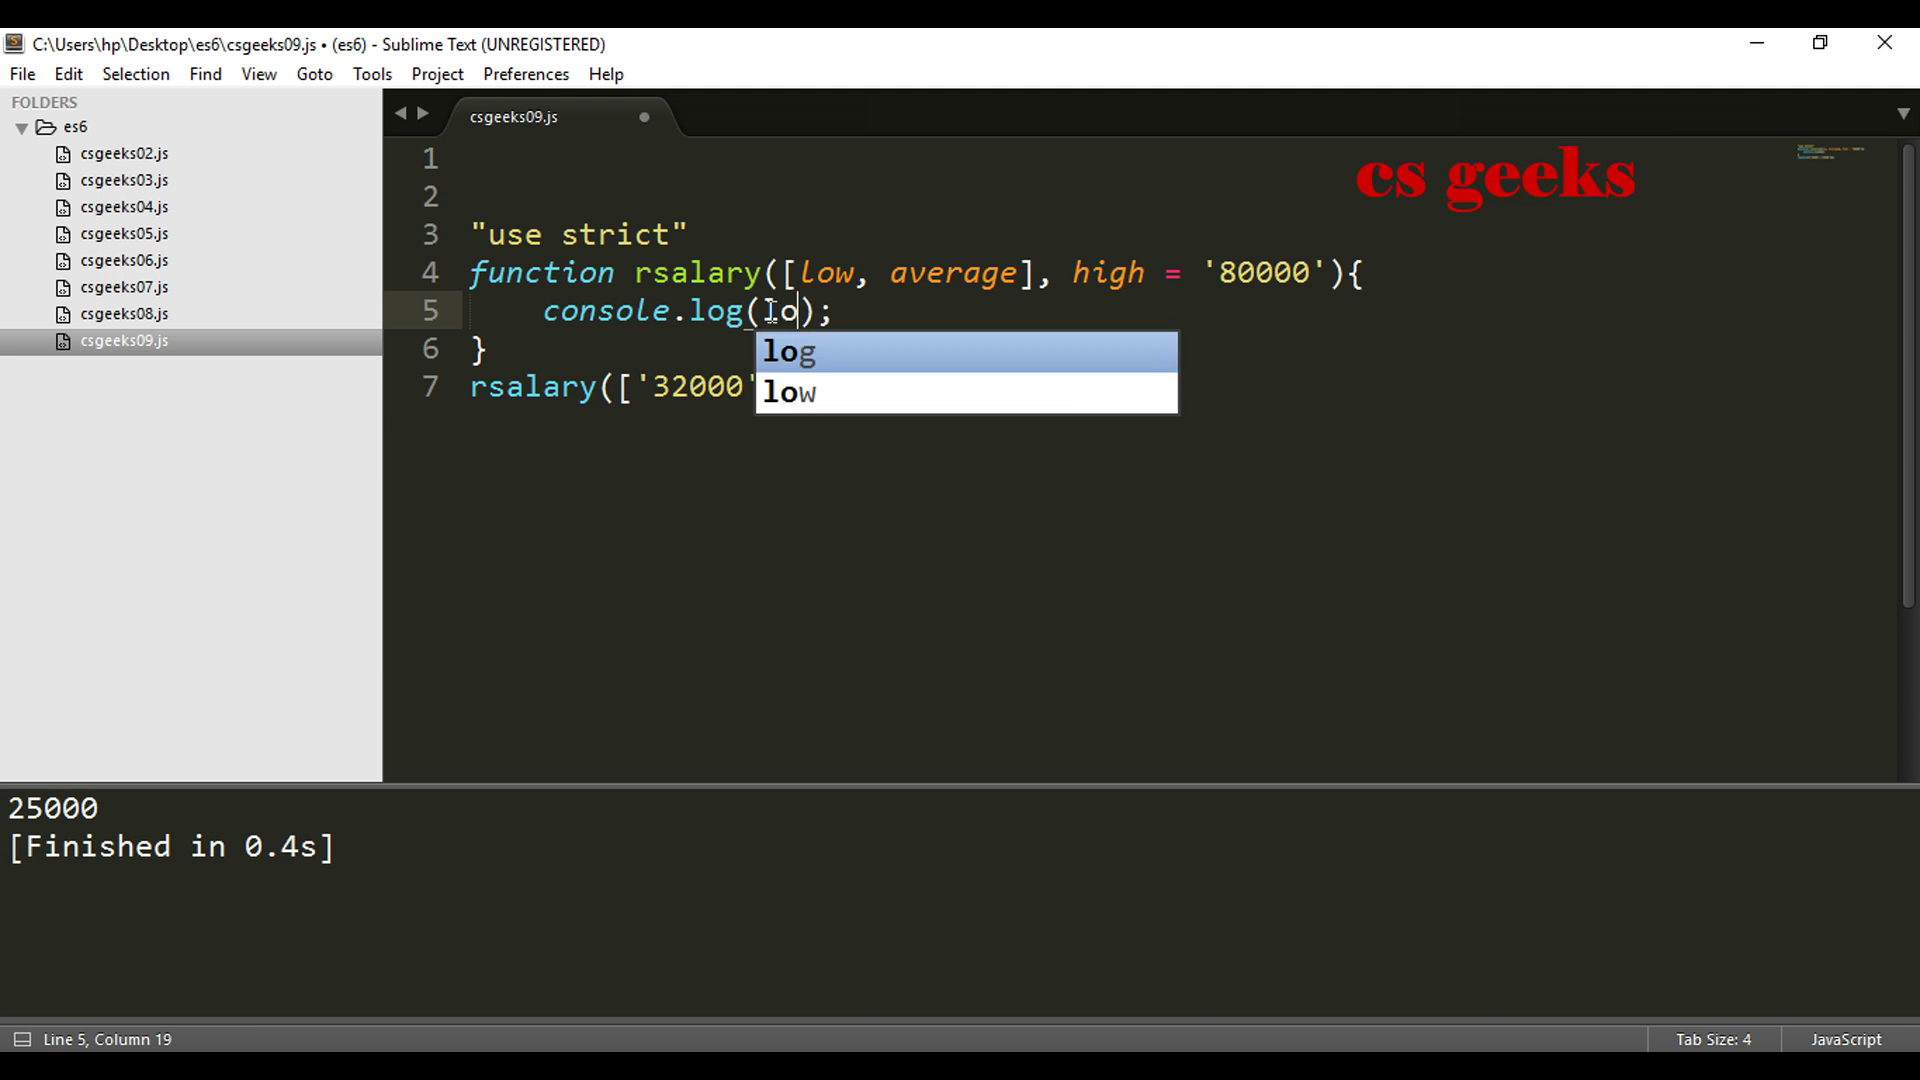 C:\Users\hp\Desktop\es6\csgeeks09.js • (es6) - Sublime Text (UNREGISTERED)
File Edit Selection Find View Goto Tools Project Preferences Help
FOLDERS
es6
csgeeks02.js
csgeeks03.js
csgeeks04.js
csgeeks05.js
csgeeks06.js
csgeeks07.js
csgeeks08.js
csgeeks09.js
csgeeks09.js
cs geeks
1
2
3 "use strict"
4 function rsalary([low, average], high = '80000'){
5 console.log(lo);
6 }
7 rsalary(['32000'
log
low
25000
[Finished in 0.4s]
Line 5, Column 19
Tab Size: 4
JavaScript